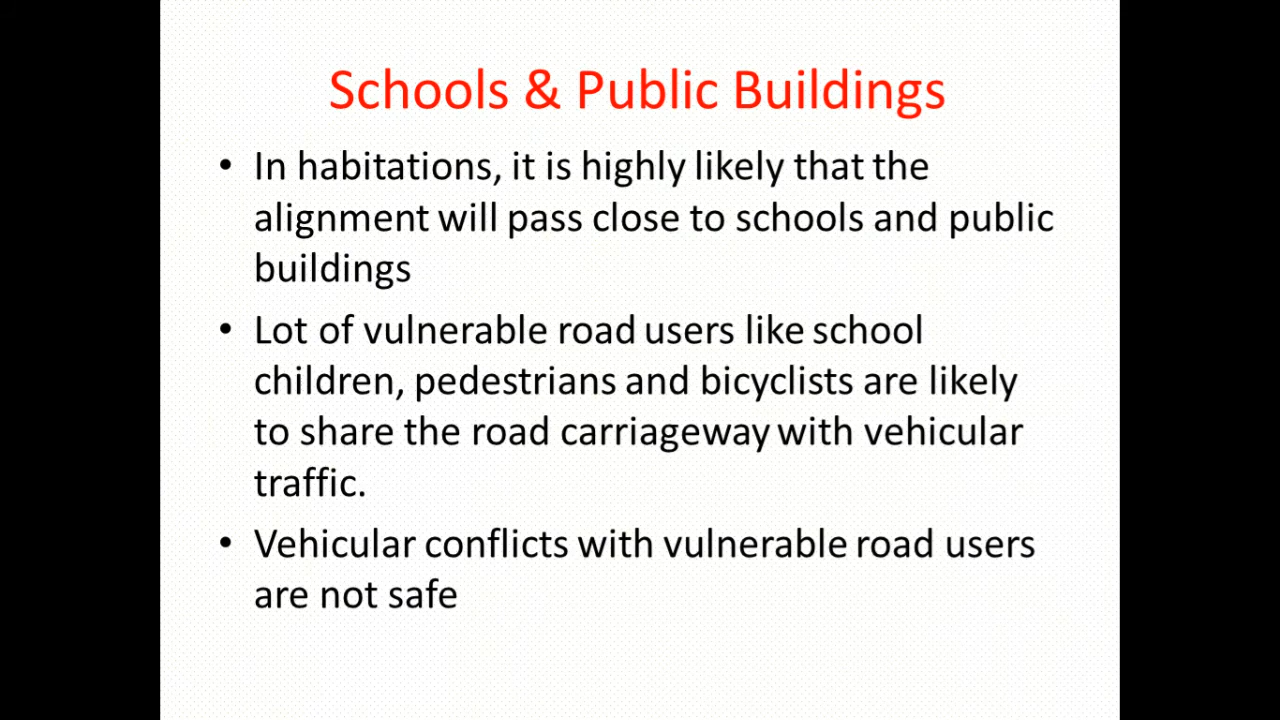 Schools & Public Buildings
• In habitations, it is highly likely that the
alignment will pass close to schools and public
buildings
• Lot of vulnerable road users like school
children, pedestrians and bicyclists are likely
to share the road carriageway with vehicular
traffic.
• Vehicular conflicts with vulnerable road users
are not safe